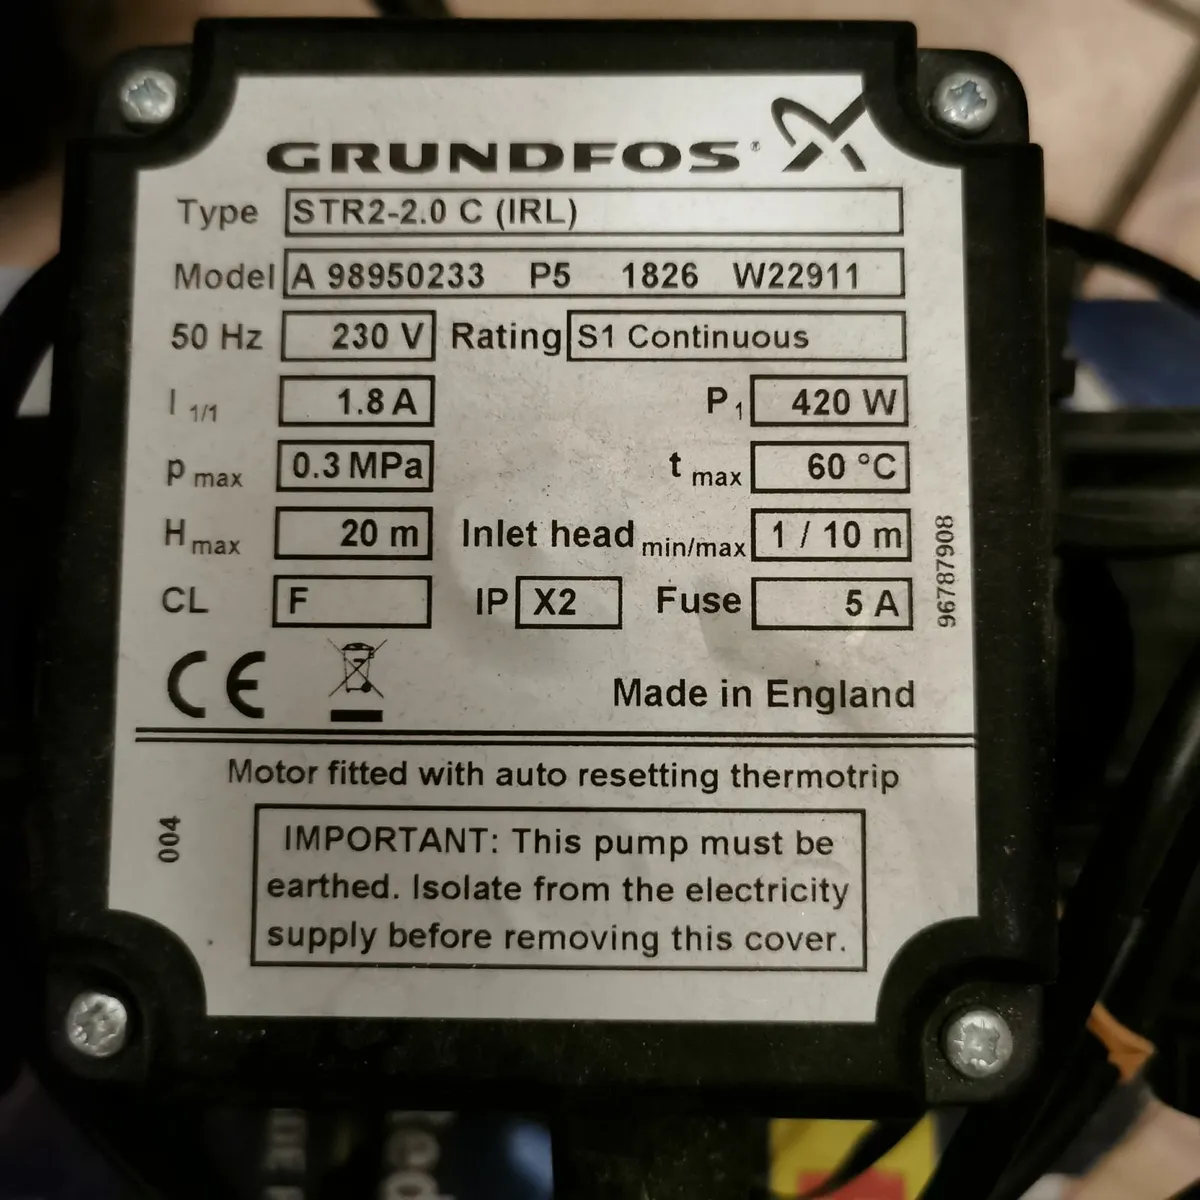 GRUNDFOS®
Type STR2-2.0 C (IRL)
Model A 98950233 P5 1826 W22911
50 Hz 230 V Rating S1 Continuous
I 1/1 1.8 A P1 420 W
p max 0.3 MPa t max 60 °C
H max 20 m Inlet head min/max 1 / 10 m
CL F IP X2 Fuse 5 A
96787908
CE
Made in England
Motor fitted with auto resetting thermotrip
004
IMPORTANT: This pump must be
earthed. Isolate from the electricity
supply before removing this cover.